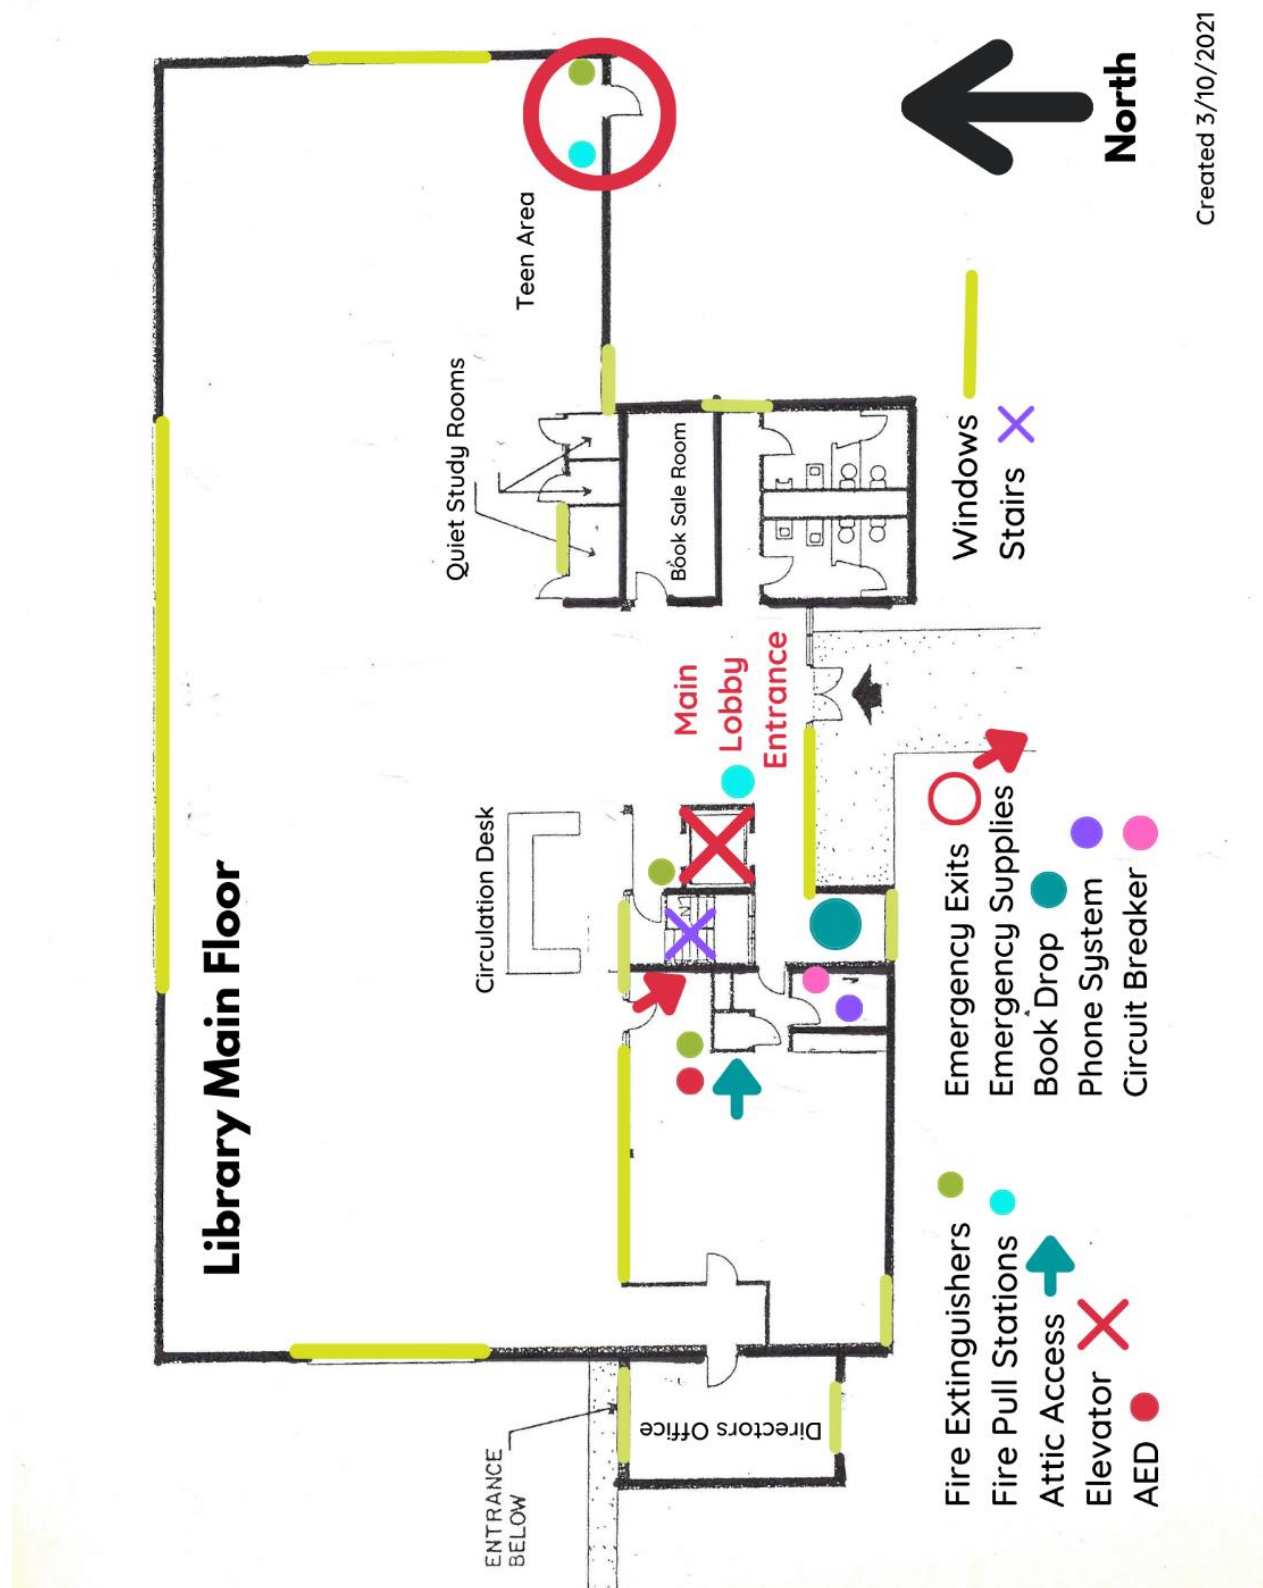 Library Main Floor
ENTRANCE
BELOW
Circulation Desk
Quiet Study Rooms
Teen Area
Directors Office
Main
Lobby
Entrance
Book Sale Room
Fire Extinguishers
Fire Pull Stations
Attic Access
Elevator
AED
Emergency Exits
Emergency Supplies
Book Drop
Phone System
Circuit Breaker
Windows
Stairs
North
Created 3/10/2021